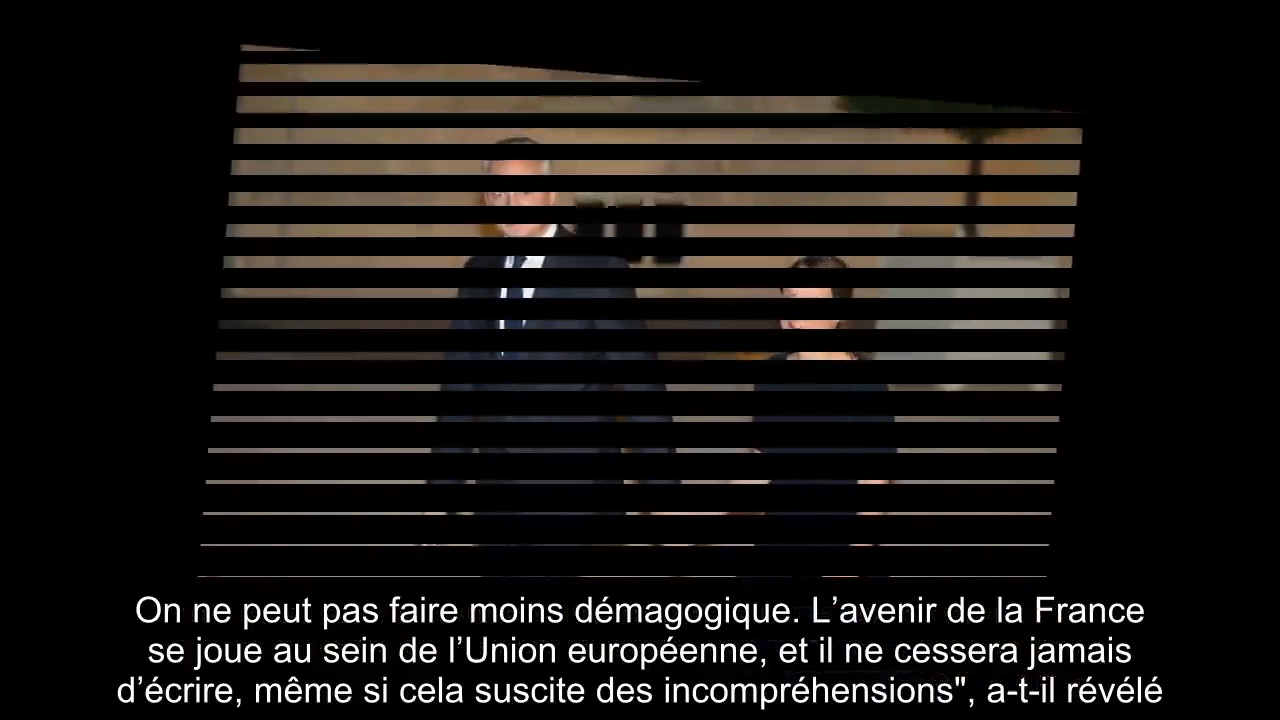 On ne peut pas faire moins démagogique. L’avenir de la France
se joue au sein de l’Union européenne, et il ne cessera jamais
d’écrire, même si cela suscite des incompréhensions", a-t-il révélé